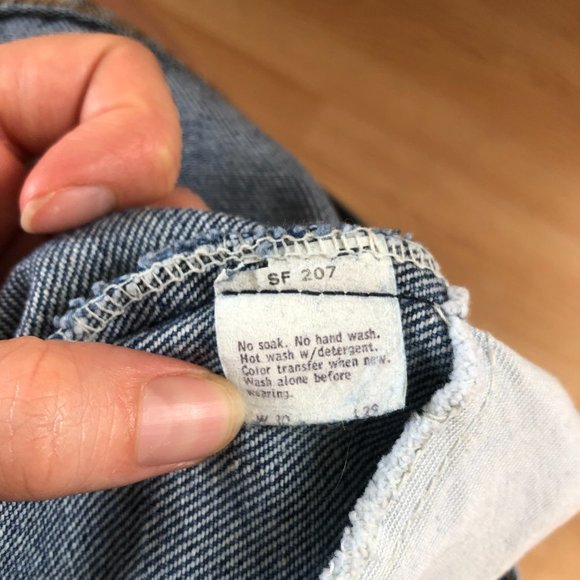 SF 207
No soak. No hand wash.
Hot wash w/detergent.
Color transfer when new.
Wash alone before
wearing.